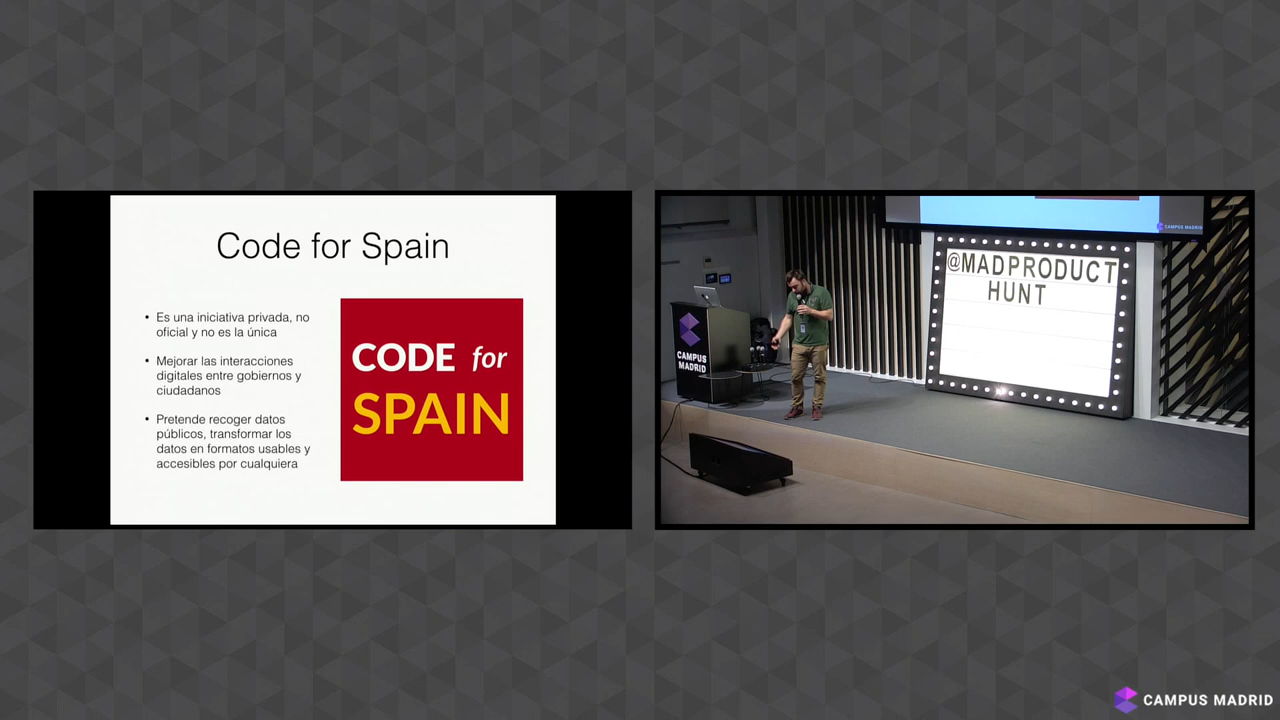 Code for Spain
• Es una iniciativa privada, no
oficial y no es la única
• Mejorar las interacciones
digitales entre gobiernos y
ciudadanos
• Pretende recoger datos
públicos, transformar los
datos en formatos usables y
accesibles por cualquiera
CODE for
SPAIN
CAMPUS MADRID
@MADPRODUCT
HUNT
CAMPUS
MADRID
CAMPUS MADRID